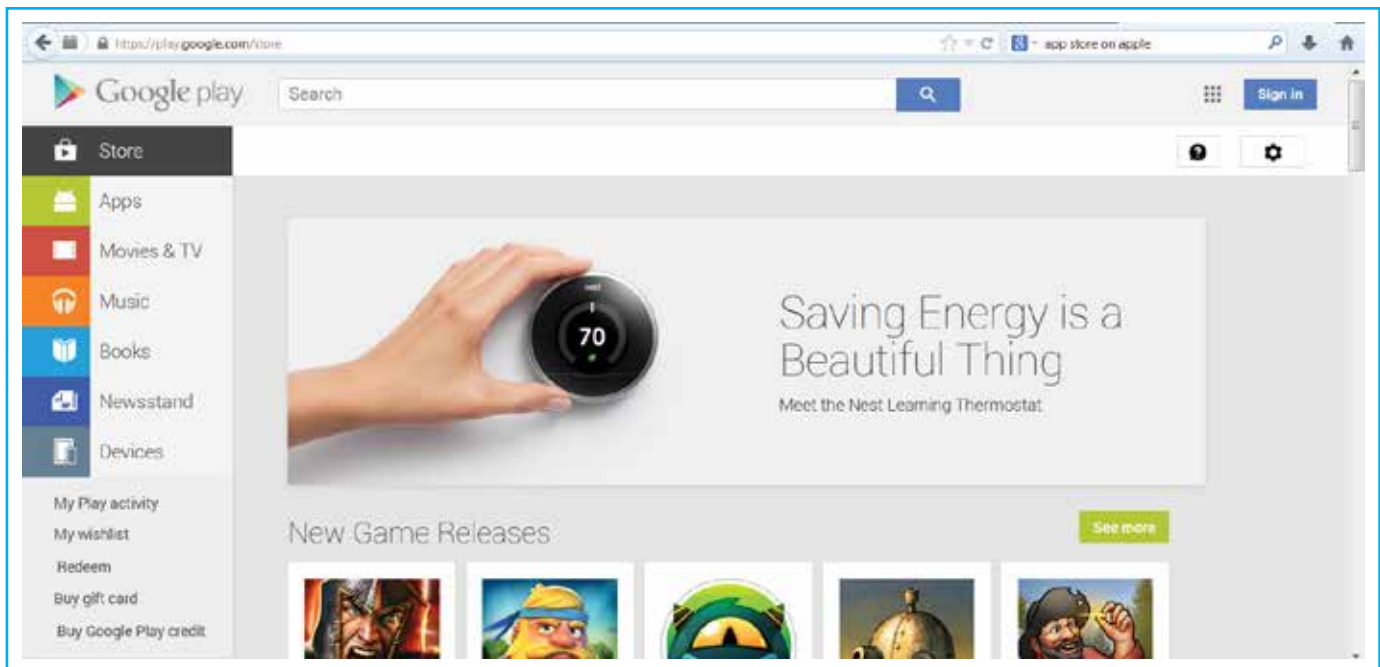 https://play.google.com/store
app store on apple
Google play
Search
Sign in
Store
Apps
Movies & TV
Music
Books
Newsstand
Devices
My Play activity
My wishlist
Redeem
Buy gift card
Buy Google Play credit
nest
70
Saving Energy is a
Beautiful Thing
Meet the Nest Learning Thermostat
New Game Releases
See more